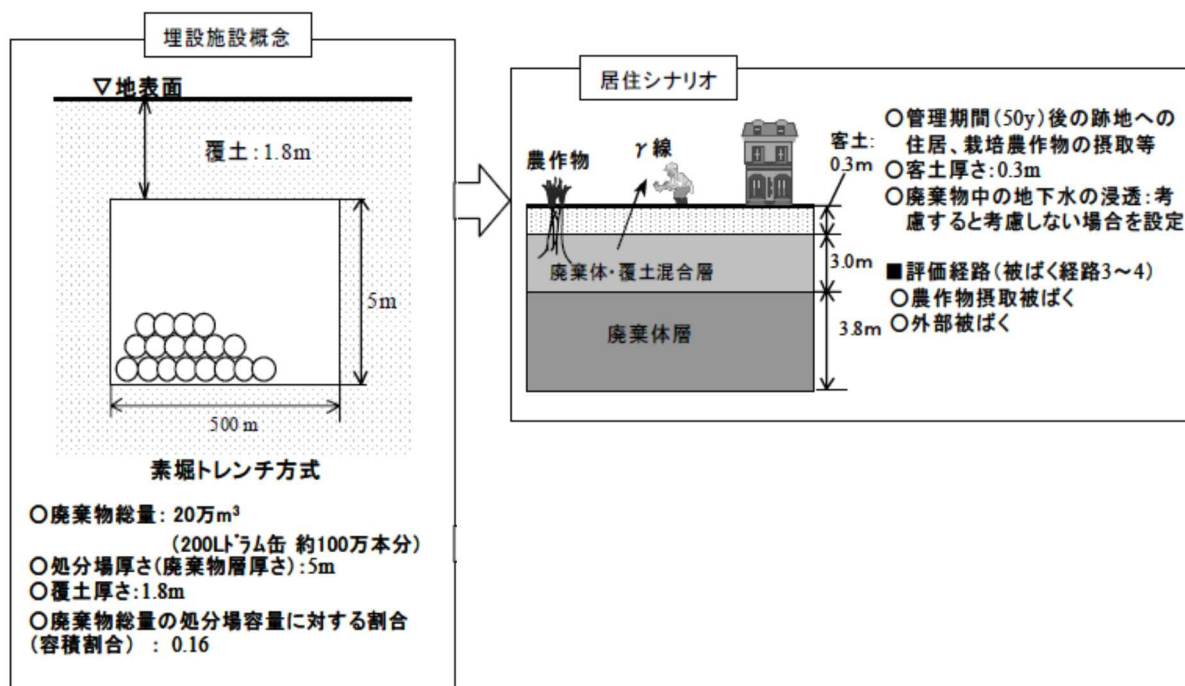 埋設施設概念
▽地表面
覆土:1.8m
5m
500 m
素堀トレンチ方式
○廃棄物総量: 20万m³
(200Lドラム缶 約100万本分)
○処分場厚さ(廃棄物層厚さ):5m
○覆土厚さ:1.8m
○廃棄物総量の処分場容量に対する割合
(容積割合) : 0.16
居住シナリオ
農作物
γ線
客土:
0.3m
廃棄体・覆土混合層
3.0m
廃棄体層
3.8m
○管理期間(50y)後の跡地への
住居、栽培農作物の摂取等
○客土厚さ:0.3m
○廃棄物中の地下水の浸透:考
慮すると考慮しない場合を設定
■評価経路(被ばく経路3~4)
○農作物摂取被ばく
○外部被ばく